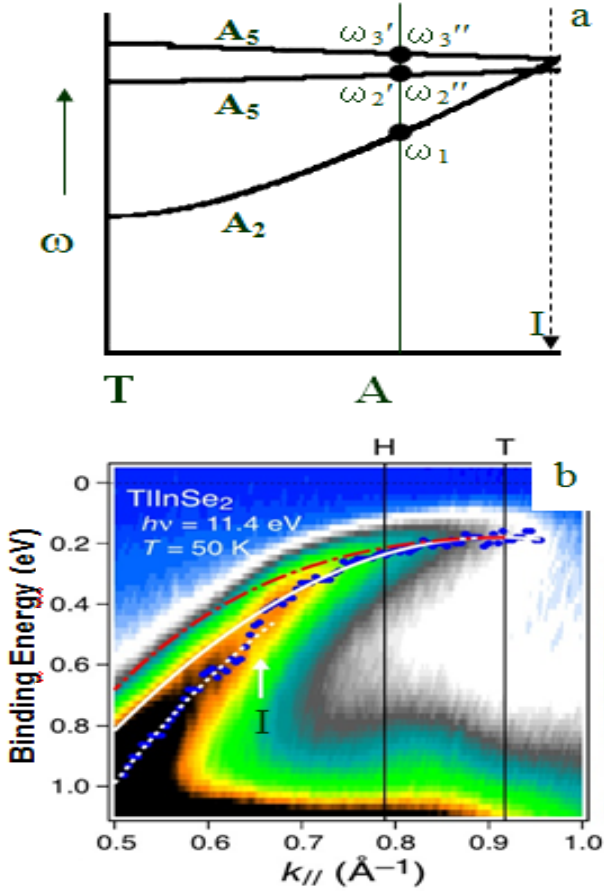 a
A₅
ω₃′ ω₃″
A₅
ω₂′ ω₂″
ω₁
ω
A₂
I
T
A
H
T
b
TlInSe₂
hν = 11.4 eV
T = 50 K
Binding Energy (eV)
0
0.2
0.4
0.6
0.8
1.0
I
0.5
0.6
0.7
0.8
0.9
1.0
k// (Å⁻¹)